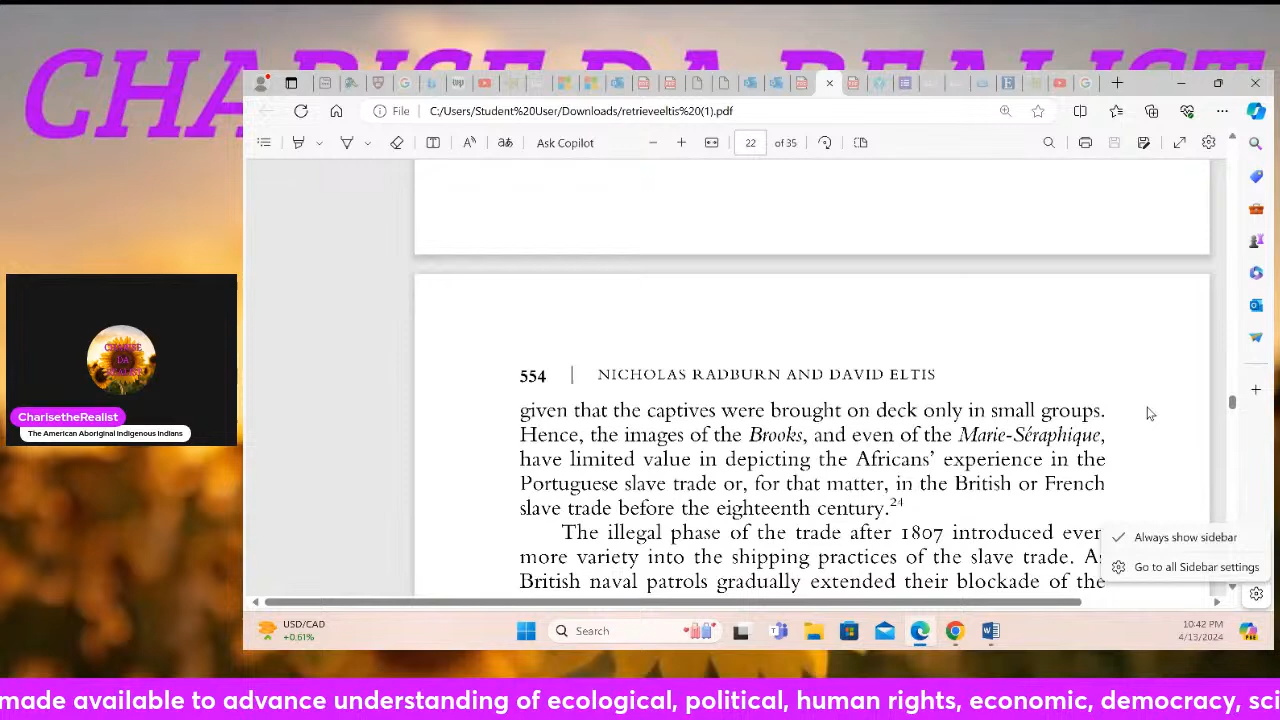 CHARISE DA REALIST
File
C:/Users/Student%20User/Downloads/retrieveeltis%20(1).pdf
Ask Copilot
22
of 35
554 | NICHOLAS RADBURN AND DAVID ELTIS
given that the captives were brought on deck only in small groups.
Hence, the images of the Brooks, and even of the Marie-Séraphique,
have limited value in depicting the Africans' experience in the
Portuguese slave trade or, for that matter, in the British or French
slave trade before the eighteenth century.24
The illegal phase of the trade after 1807 introduced even
more variety into the shipping practices of the slave trade. As
British naval patrols gradually extended their blockade of the
Always show sidebar
Go to all Sidebar settings
CHARISE
DA
REALIST
CharisetheRealist
The American Aboriginal Indigenous Indians
USD/CAD
+0.61%
Search
10:42 PM
4/13/2024
made available to advance understanding of ecological, political, human rights, economic, democracy, sci